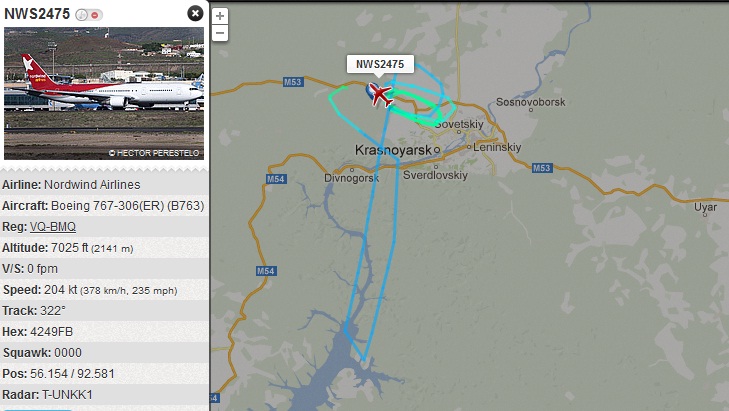 NWS2475
© HECTOR PERESTELO
Airline: Nordwind Airlines
Aircraft: Boeing 767-306(ER) (B763)
Reg: VQ-BMQ
Altitude: 7025 ft (2141 m)
V/S: 0 fpm
Speed: 204 kt (378 km/h, 235 mph)
Track: 322°
Hex: 4249FB
Squawk: 0000
Pos: 56.154 / 92.581
Radar: T-UNKK1
+
−
NWS2475
M53
Sosnovoborsk
Sovetskiy
Krasnoyarsk
Leninskiy
Divnogorsk
Sverdlovskiy
M53
M54
Uyar
M54